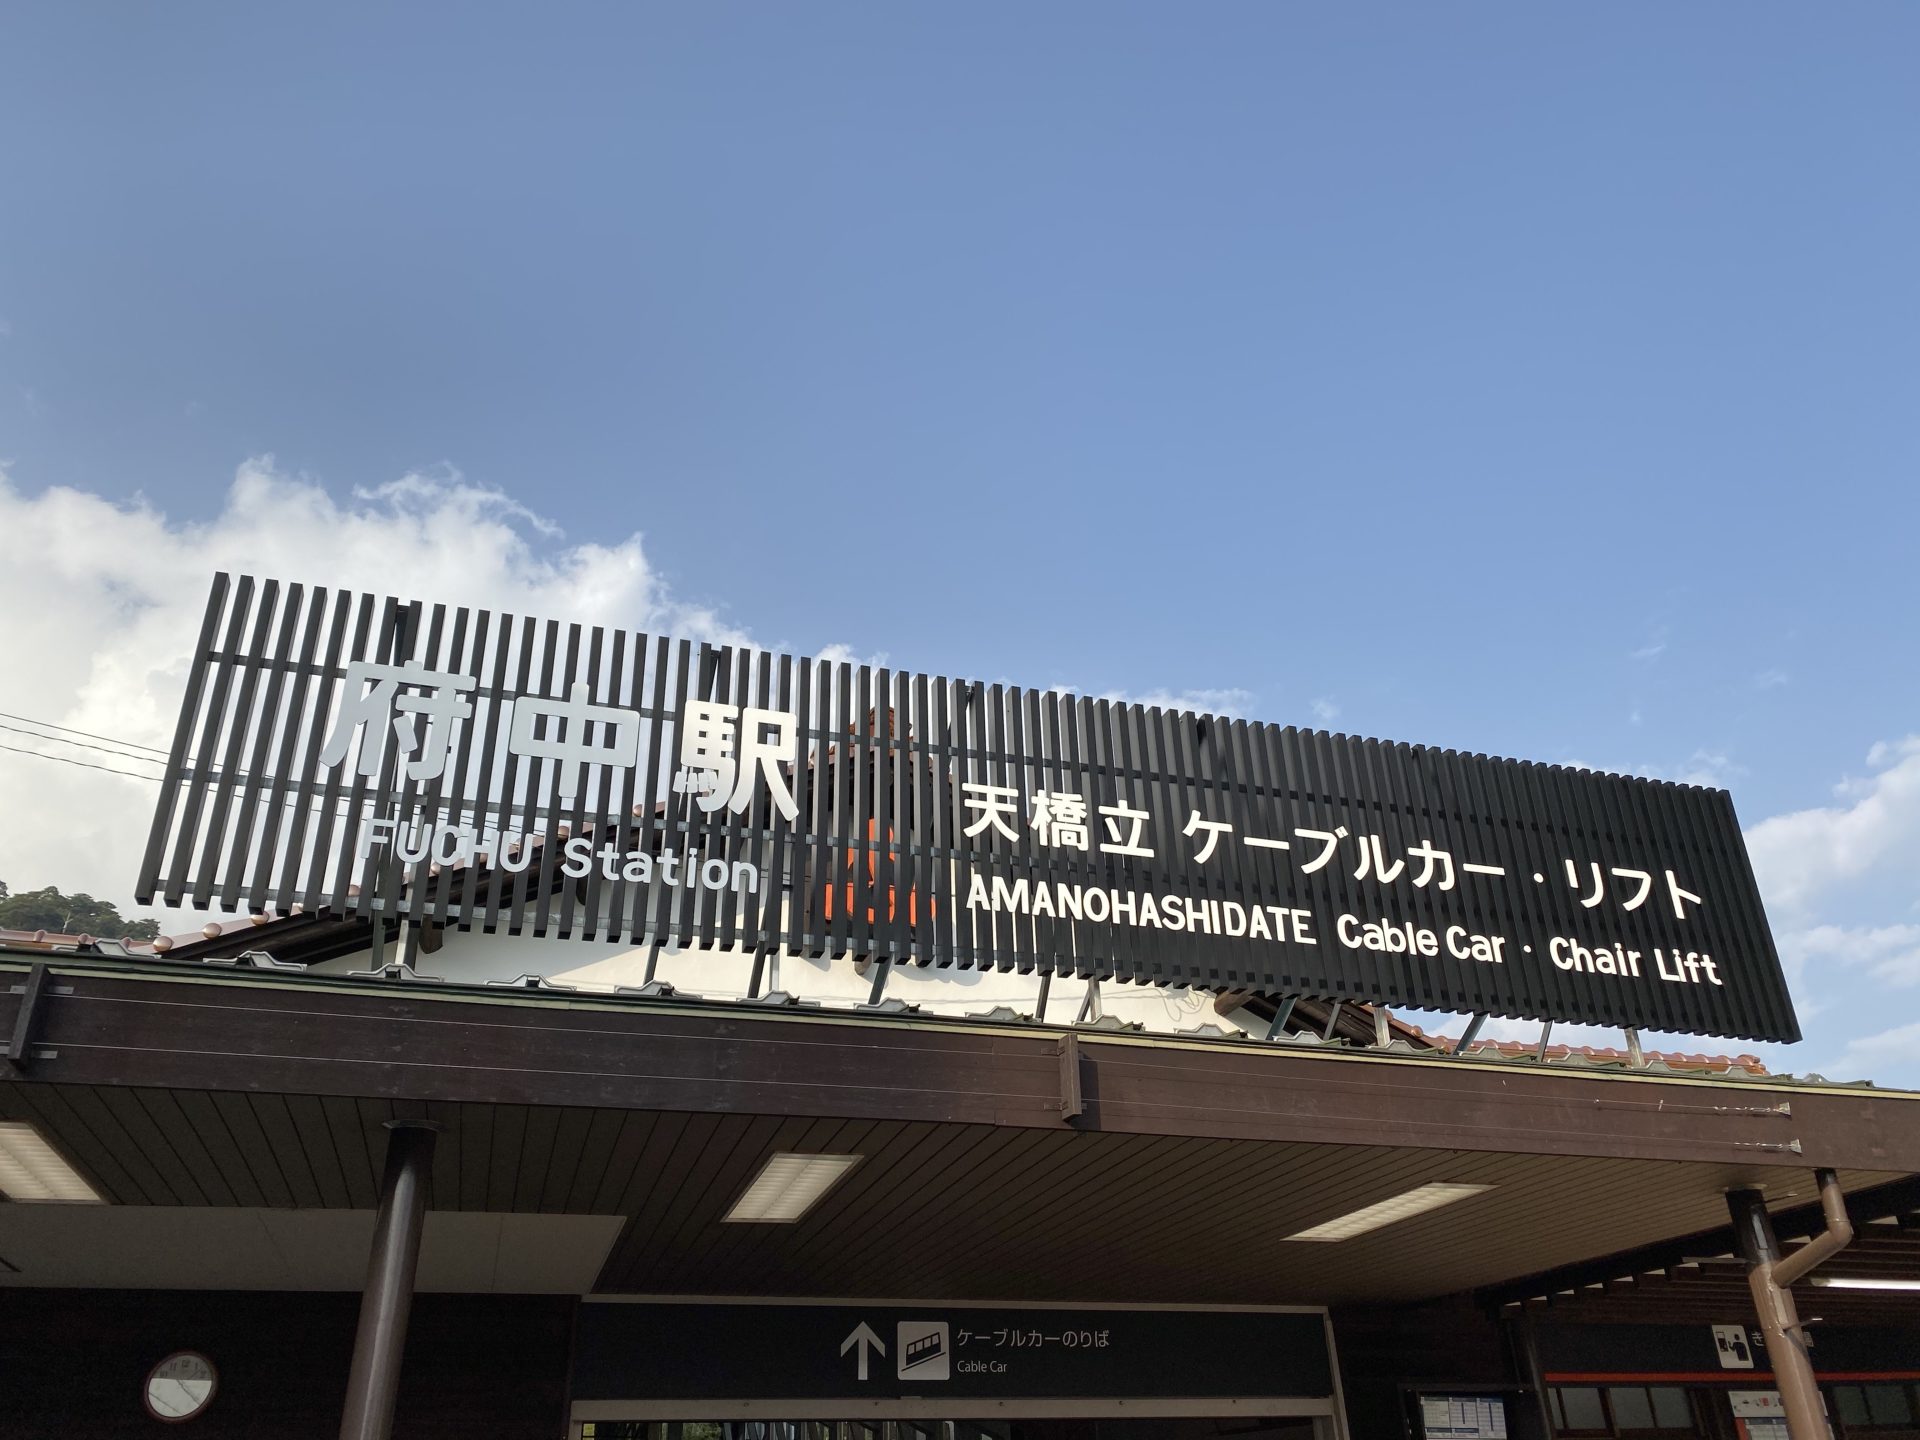 府中駅
FUCHU Station
天橋立 ケーブルカー・リフト
AMANOHASHIDATE Cable Car・Chair Lift
ケーブルカーのりば
Cable Car